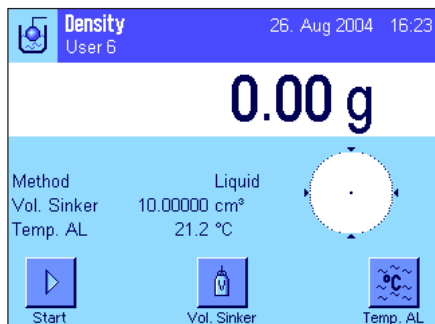 Density 26. Aug 2004 16:23
User 6
0.00 g
Method Liquid
Vol. Sinker 10.00000 cm³
Temp. AL 21.2 °C
V °C
Start Vol. Sinker Temp. AL